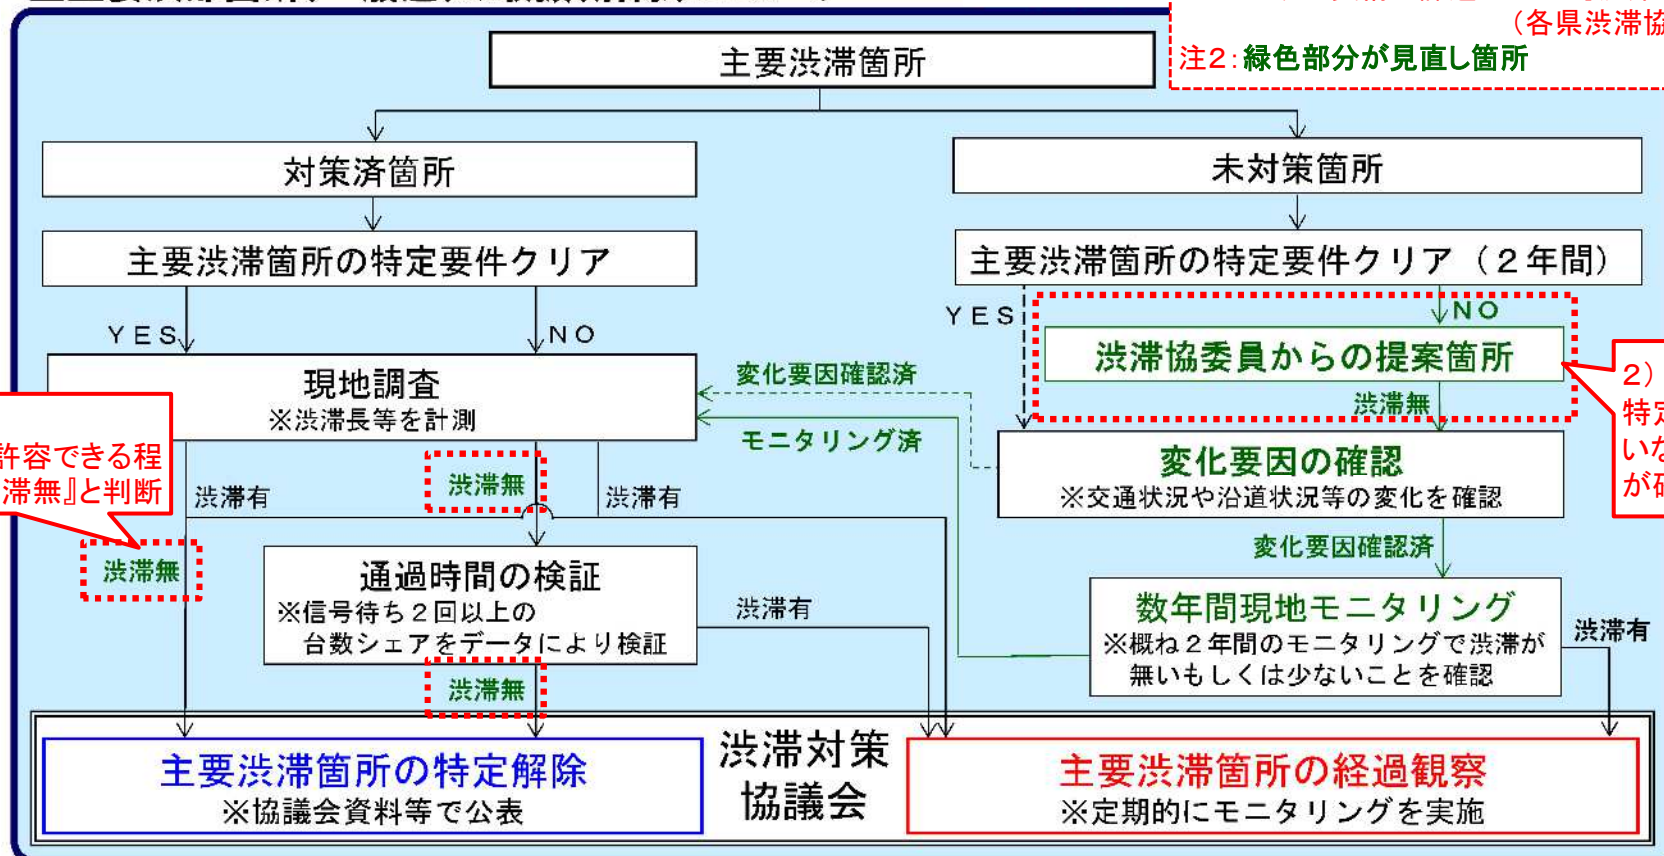 (各県渋滞協
注2:緑色部分が見直し箇所
主要渋滞箇所
対策済箇所
未対策箇所
主要渋滞箇所の特定要件クリア
主要渋滞箇所の特定要件クリア(2年間)
YES
NO
YES
NO
渋滞協委員からの提案箇所
渋滞無
現地調査
※渋滞長等を計測
変化要因確認済
モニタリング済
2)
特定
いな
が確
変化要因の確認
※交通状況や沿道状況等の変化を確認
許容できる程
滞無』と判断
渋滞有
渋滞無
渋滞有
渋滞無
変化要因確認済
通過時間の検証
※信号待ち2回以上の
台数シェアをデータにより検証
渋滞有
数年間現地モニタリング
※概ね2年間のモニタリングで渋滞が
無いもしくは少ないことを確認
渋滞有
渋滞無
主要渋滞箇所の特定解除
※協議会資料等で公表
渋滞対策
協議会
主要渋滞箇所の経過観察
※定期的にモニタリングを実施